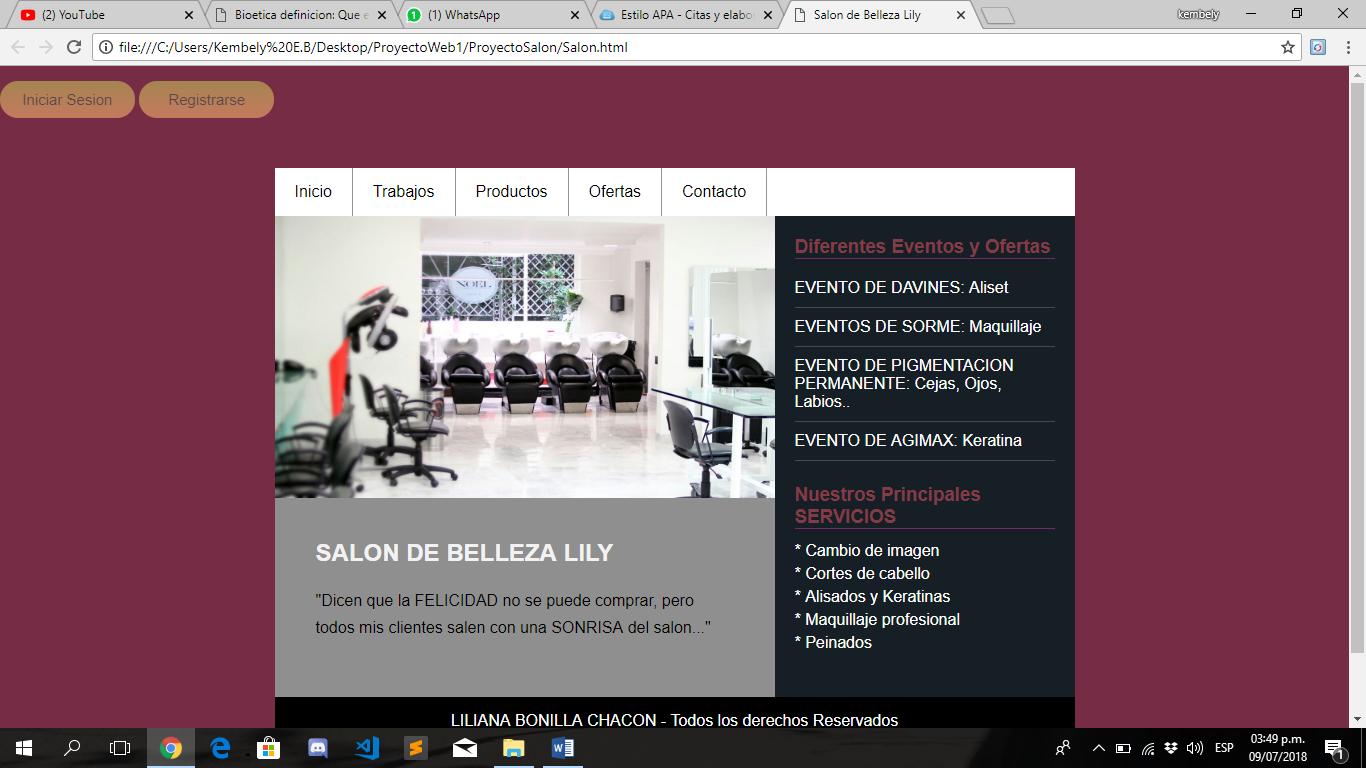 (2) YouTube
Bioetica definicion: Que e
(1) WhatsApp
Estilo APA - Citas y elabo
Salon de Belleza Lily
kembely
file:///C:/Users/Kembely%20E.B/Desktop/ProyectoWeb1/ProyectoSalon/Salon.html
Iniciar Sesion
Registrarse
Inicio
Trabajos
Productos
Ofertas
Contacto
NOEL
Diferentes Eventos y Ofertas
EVENTO DE DAVINES: Aliset
EVENTOS DE SORME: Maquillaje
EVENTO DE PIGMENTACION
PERMANENTE: Cejas, Ojos,
Labios..
EVENTO DE AGIMAX: Keratina
Nuestros Principales
SERVICIOS
* Cambio de imagen
* Cortes de cabello
* Alisados y Keratinas
* Maquillaje profesional
* Peinados
SALON DE BELLEZA LILY
"Dicen que la FELICIDAD no se puede comprar, pero
todos mis clientes salen con una SONRISA del salon..."
LILIANA BONILLA CHACON - Todos los derechos Reservados
ESP
03:49 p.m.
09/07/2018
1